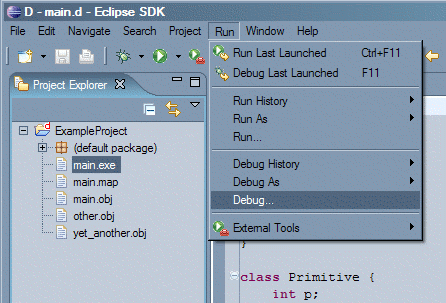 D - main.d - Eclipse SDK
File Edit Navigate Search Project Run Window Help
Run Last Launched Ctrl+F11
Debug Last Launched F11
Run History
Run As
Run...
Debug History
Debug As
Debug...
External Tools
Project Explorer
ExampleProject
(default package)
main.exe
main.map
main.obj
other.obj
yet_another.obj
}
class Primitive {
int p;